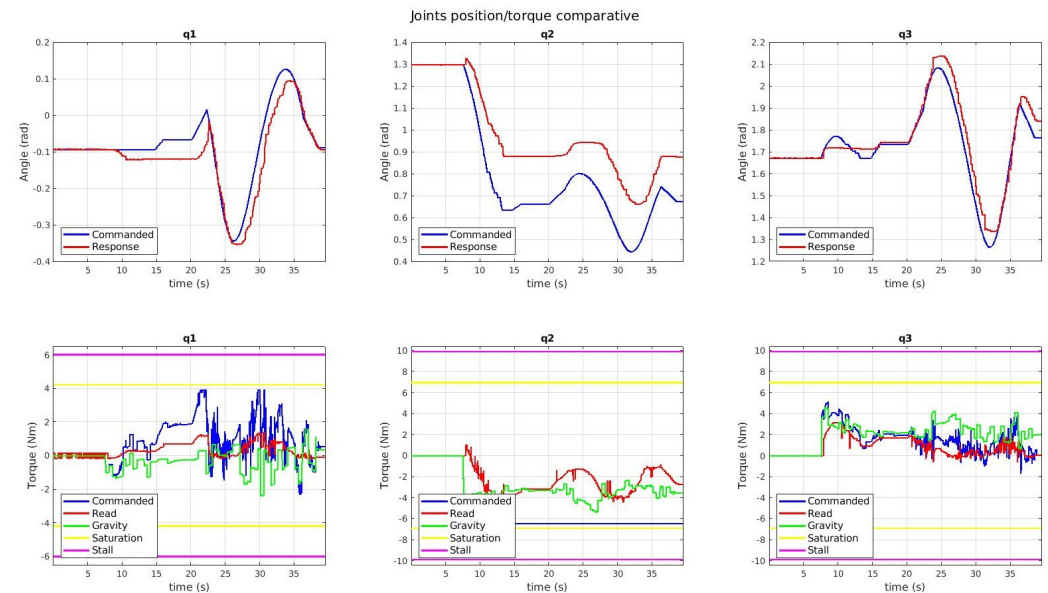 Joints position/torque comparative
q1
0.2
0.1
0
-0.1
-0.2
-0.3
-0.4
Angle (rad)
5 10 15 20 25 30 35
time (s)
Commanded
Response
q2
1.4
1.3
1.2
1.1
1
0.9
0.8
0.7
0.6
0.5
0.4
Angle (rad)
5 10 15 20 25 30 35
time (s)
Commanded
Response
q3
2.2
2.1
2
1.9
1.8
1.7
1.6
1.5
1.4
1.3
1.2
Angle (rad)
5 10 15 20 25 30 35
time (s)
Commanded
Response
q1
6
4
2
0
-2
-4
-6
Torque (Nm)
5 10 15 20 25 30 35
time (s)
Commanded
Read
Gravity
Saturation
Stall
q2
10
8
6
4
2
0
-2
-4
-6
-8
-10
Torque (Nm)
5 10 15 20 25 30 35
time (s)
Commanded
Read
Gravity
Saturation
Stall
q3
10
8
6
4
2
0
-2
-4
-6
-8
-10
Torque (Nm)
5 10 15 20 25 30 35
time (s)
Commanded
Read
Gravity
Saturation
Stall